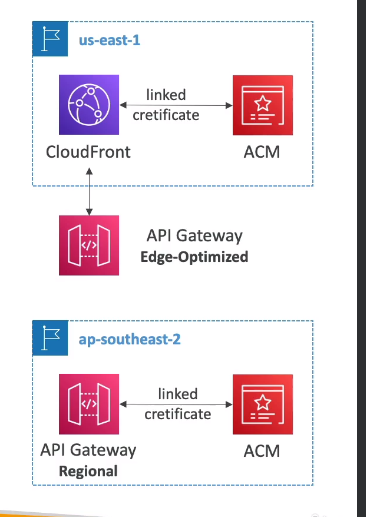 us-east-1
linked
cretificate
CloudFront
ACM
API Gateway
Edge-Optimized
ap-southeast-2
linked
cretificate
API Gateway
Regional
ACM